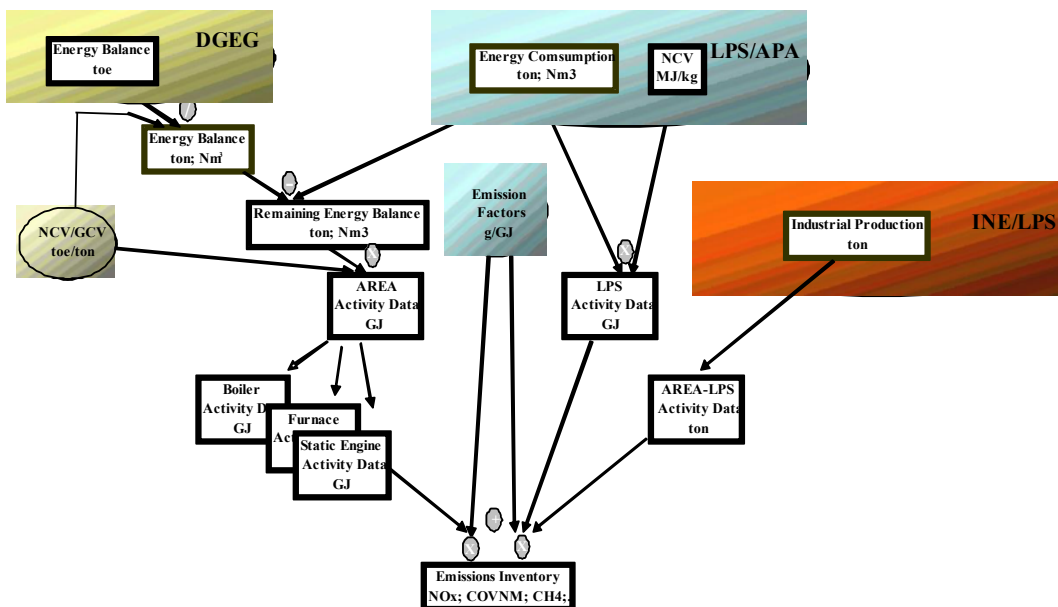 DGEG
Energy Balance
toe
LPS/APA
Energy Comsumption
ton; Nm3
NCV
MJ/kg
/
Energy Balance
ton; Nm³
-
Remaining Energy Balance
ton; Nm3
NCV/GCV
toe/ton
Emission
Factors
g/GJ
INE/LPS
Industrial Production
ton
X
X
AREA
Activity Data
GJ
LPS
Activity Data
GJ
Boiler
Activity D
GJ
Furnace
Act
Static Engine
Activity Data
GJ
AREA-LPS
Activity Data
ton
+
X
X
Emissions Inventory
NOx; COVNM; CH4;.